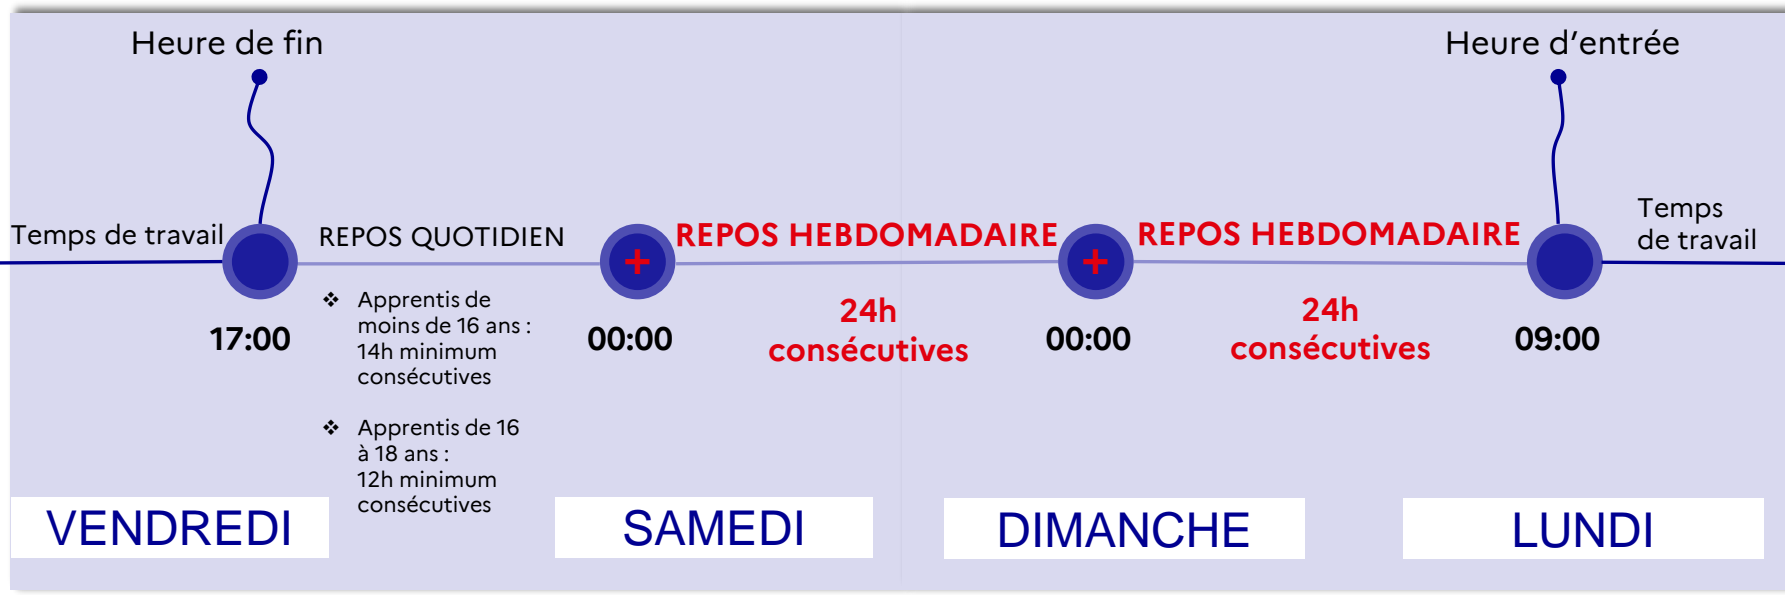 Heure de fin
Heure d'entrée
Temps de travail
REPOS QUOTIDIEN
+
REPOS HEBDOMADAIRE
+
REPOS HEBDOMADAIRE
Temps
de travail
17:00
❖ Apprentis de
moins de 16 ans :
14h minimum
consécutives
❖ Apprentis de 16
à 18 ans :
12h minimum
consécutives
00:00
24h
consécutives
00:00
24h
consécutives
09:00
VENDREDI
SAMEDI
DIMANCHE
LUNDI